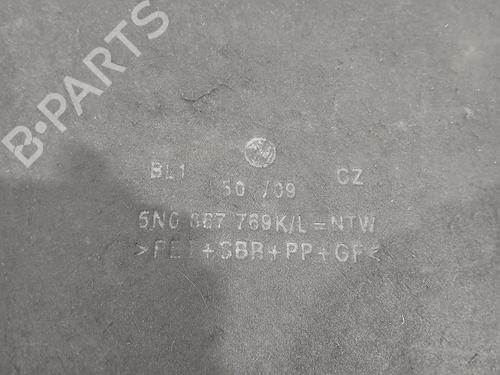 B-PARTS
BL1 50 /09 CZ
5N0 867 769K/L=NTW
>PET+SBR+PP+GF<